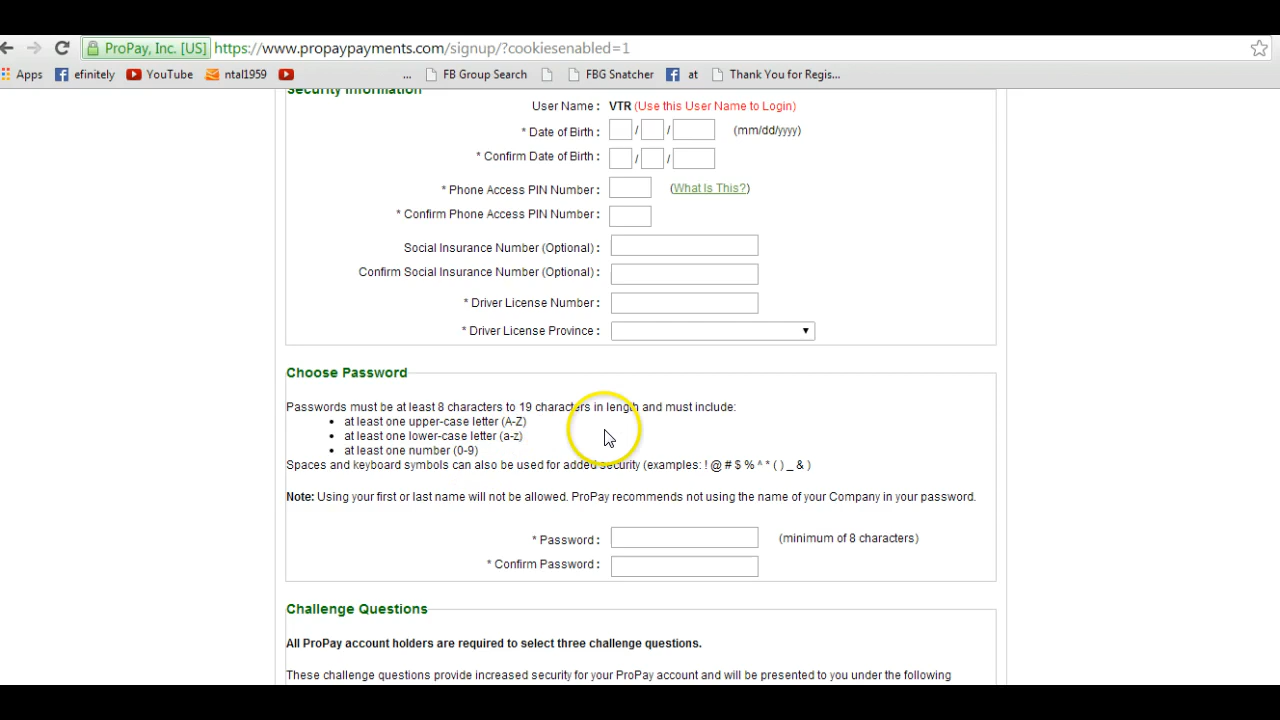 ProPay, Inc. [US] https://www.propaypayments.com/signup/?cookiesenabled=1
Apps efinitely YouTube ntal1959 ... FB Group Search FBG Snatcher at Thank You for Regis...
Security Information
User Name : VTR (Use this User Name to Login)
* Date of Birth : / / (mm/dd/yyyy)
* Confirm Date of Birth : / /
* Phone Access PIN Number : (What Is This?)
* Confirm Phone Access PIN Number :
Social Insurance Number (Optional) :
Confirm Social Insurance Number (Optional) :
* Driver License Number :
* Driver License Province :
Choose Password
Passwords must be at least 8 characters to 19 characters in length and must include:
• at least one upper-case letter (A-Z)
• at least one lower-case letter (a-z)
• at least one number (0-9)
Spaces and keyboard symbols can also be used for added security (examples: ! @ # $ % ^ * ( ) _ & )
Note: Using your first or last name will not be allowed. ProPay recommends not using the name of your Company in your password.
* Password : (minimum of 8 characters)
* Confirm Password :
Challenge Questions
All ProPay account holders are required to select three challenge questions.
These challenge questions provide increased security for your ProPay account and will be presented to you under the following